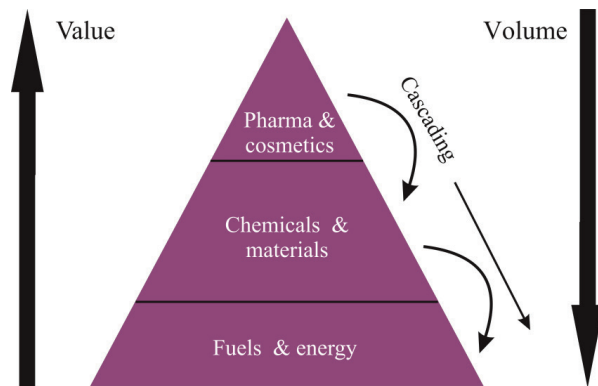 Value
Volume
Cascading
Pharma &
cosmetics
Chemicals &
materials
Fuels & energy